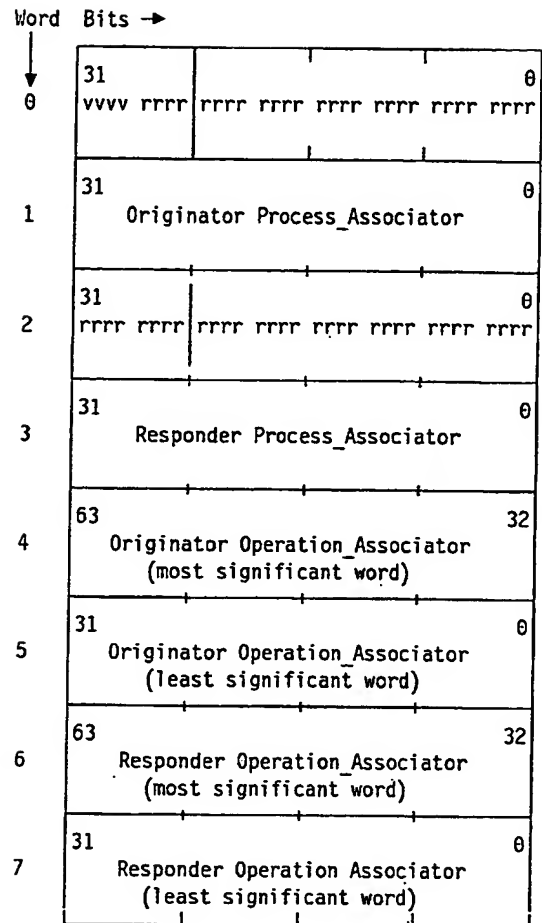 Word Bits →
31 0
0 vvvv rrrr rrrr rrrr rrrr rrrr rrrr rrrr
31 0
1 Originator Process_Associator
31 0
2 rrrr rrrr rrrr rrrr rrrr rrrr rrrr rrrr
31 0
3 Responder Process_Associator
63 32
4 Originator Operation_Associator
(most significant word)
31 0
5 Originator Operation_Associator
(least significant word)
63 32
6 Responder Operation_Associator
(most significant word)
31 0
7 Responder Operation Associator
(least significant word)